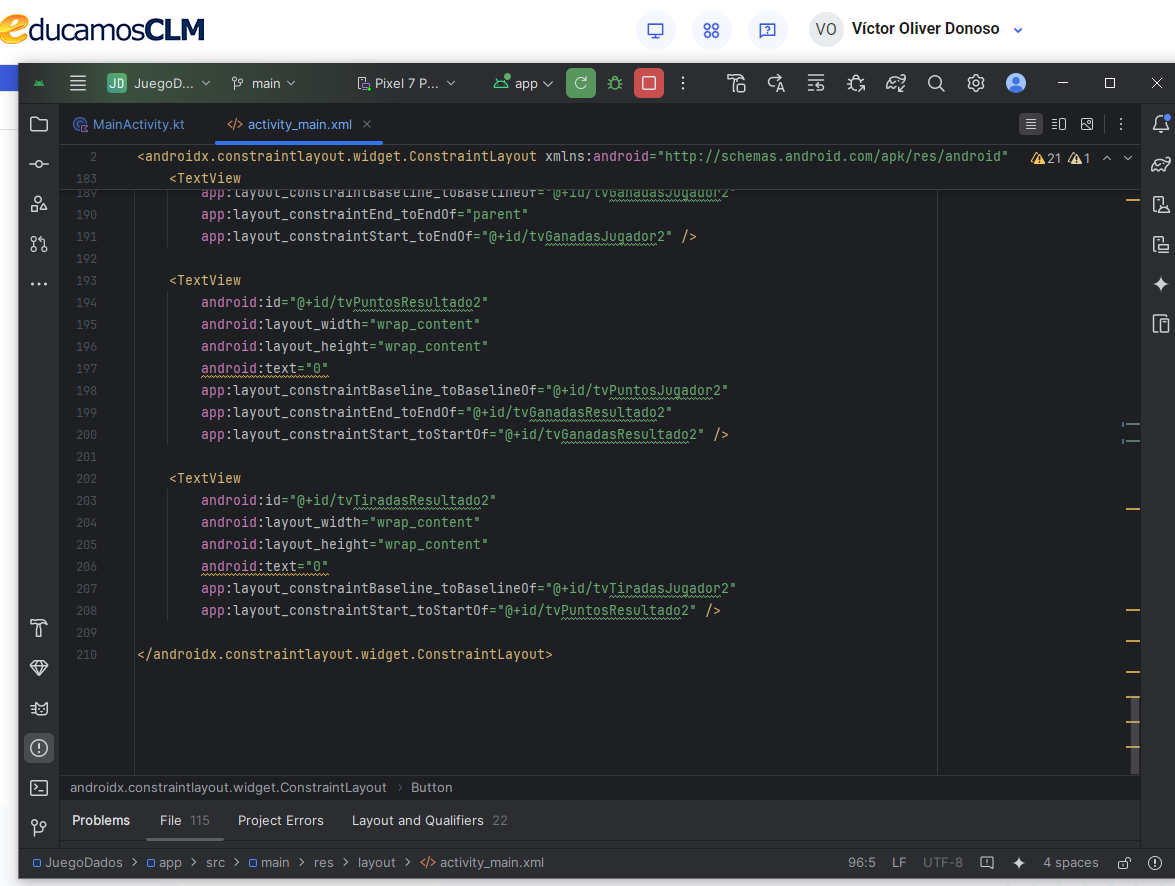 educamosCLM
VO Víctor Oliver Donoso
JD JuegoD... main Pixel 7 P... app
MainActivity.kt activity_main.xml
2 <androidx.constraintlayout.widget.ConstraintLayout xmlns:android="http://schemas.android.com/apk/res/android" 21 1
183 <TextView
189 app:layout_constraintBaseline_toBaselineOf="@+id/tvGanadasJugador2"
190 app:layout_constraintEnd_toEndOf="parent"
191 app:layout_constraintStart_toEndOf="@+id/tvGanadasJugador2" />
192
193 <TextView
194 android:id="@+id/tvPuntosResultado2"
195 android:layout_width="wrap_content"
196 android:layout_height="wrap_content"
197 android:text="0"
198 app:layout_constraintBaseline_toBaselineOf="@+id/tvPuntosJugador2"
199 app:layout_constraintEnd_toEndOf="@+id/tvGanadasResultado2"
200 app:layout_constraintStart_toStartOf="@+id/tvGanadasResultado2" />
201
202 <TextView
203 android:id="@+id/tvTiradasResultado2"
204 android:layout_width="wrap_content"
205 android:layout_height="wrap_content"
206 android:text="0"
207 app:layout_constraintBaseline_toBaselineOf="@+id/tvTiradasJugador2"
208 app:layout_constraintStart_toStartOf="@+id/tvPuntosResultado2" />
209
210 </androidx.constraintlayout.widget.ConstraintLayout>
androidx.constraintlayout.widget.ConstraintLayout › Button
Problems File 115 Project Errors Layout and Qualifiers 22
JuegoDados > app > src > main > res > layout > activity_main.xml 96:5 LF UTF-8 4 spaces